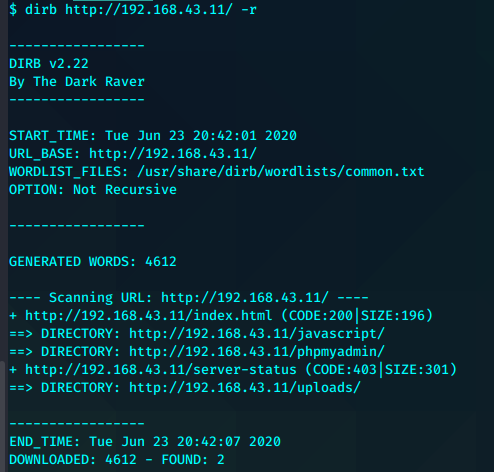 $ dirb http://192.168.43.11/ -r
-----------------
DIRB v2.22
By The Dark Raver
-----------------
START_TIME: Tue Jun 23 20:42:01 2020
URL_BASE: http://192.168.43.11/
WORDLIST_FILES: /usr/share/dirb/wordlists/common.txt
OPTION: Not Recursive
-----------------
GENERATED WORDS: 4612
---- Scanning URL: http://192.168.43.11/ ----
+ http://192.168.43.11/index.html (CODE:200|SIZE:196)
==> DIRECTORY: http://192.168.43.11/javascript/
==> DIRECTORY: http://192.168.43.11/phpmyadmin/
+ http://192.168.43.11/server-status (CODE:403|SIZE:301)
==> DIRECTORY: http://192.168.43.11/uploads/
-----------------
END_TIME: Tue Jun 23 20:42:07 2020
DOWNLOADED: 4612 - FOUND: 2